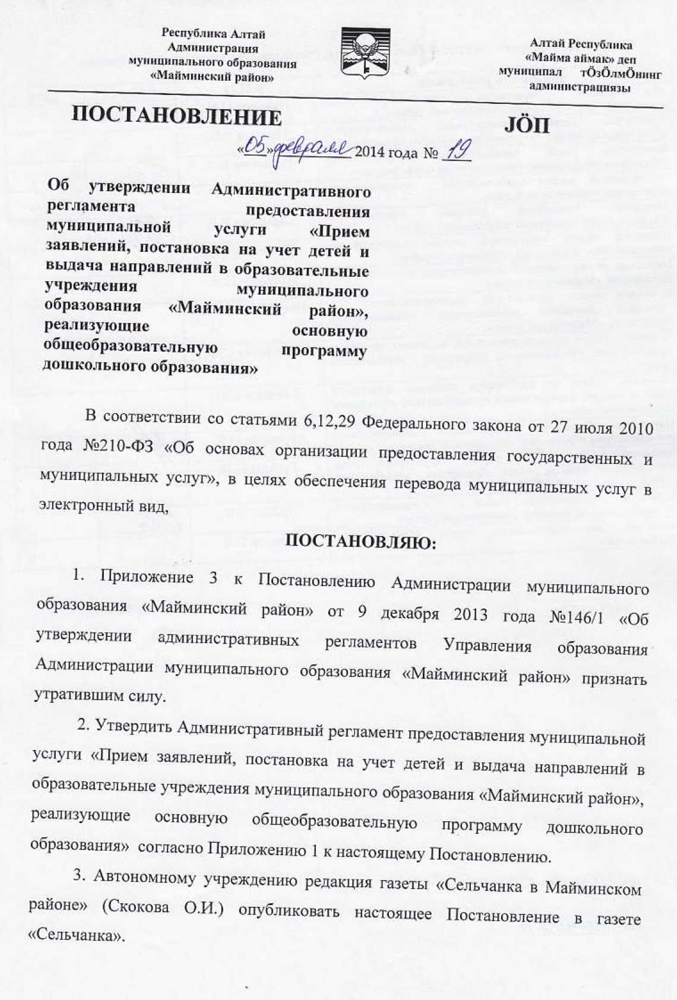 Республика Алтай
Администрация
муниципального образования
«Майминский район»
Алтай Республика
«Майма аймак» деп
муниципал тÖзÖлмÖнинг
администрациязы
ПОСТАНОВЛЕНИЕ
JÖП
«05» февраля 2014 года № 19
Об утверждении Административного
регламента предоставления
муниципальной услуги «Прием
заявлений, постановка на учет детей и
выдача направлений в образовательные
учреждения муниципального
образования «Майминский район»,
реализующие основную
общеобразовательную программу
дошкольного образования»
В соответствии со статьями 6,12,29 Федерального закона от 27 июля 2010
года №210-ФЗ «Об основах организации предоставления государственных и
муниципальных услуг», в целях обеспечения перевода муниципальных услуг в
электронный вид,
ПОСТАНОВЛЯЮ:
1. Приложение 3 к Постановлению Администрации муниципального
образования «Майминский район» от 9 декабря 2013 года №146/1 «Об
утверждении административных регламентов Управления образования
Администрации муниципального образования «Майминский район» признать
утратившим силу.
2. Утвердить Административный регламент предоставления муниципальной
услуги «Прием заявлений, постановка на учет детей и выдача направлений в
образовательные учреждения муниципального образования «Майминский район»,
реализующие основную общеобразовательную программу дошкольного
образования» согласно Приложению 1 к настоящему Постановлению.
3. Автономному учреждению редакция газеты «Сельчанка в Майминском
районе» (Скокова О.И.) опубликовать настоящее Постановление в газете
«Сельчанка».